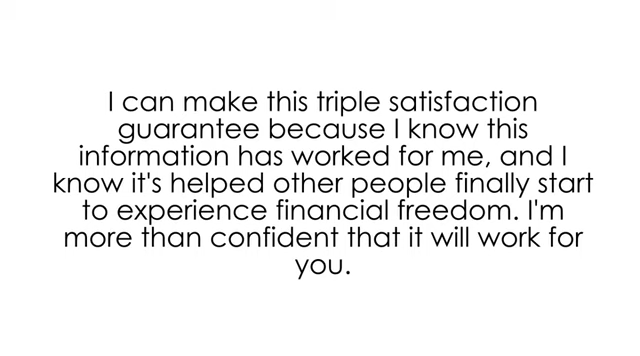 I can make this triple satisfaction
guarantee because I know this
information has worked for me, and I
know it's helped other people finally start
to experience financial freedom. I'm
more than confident that it will work for
you.